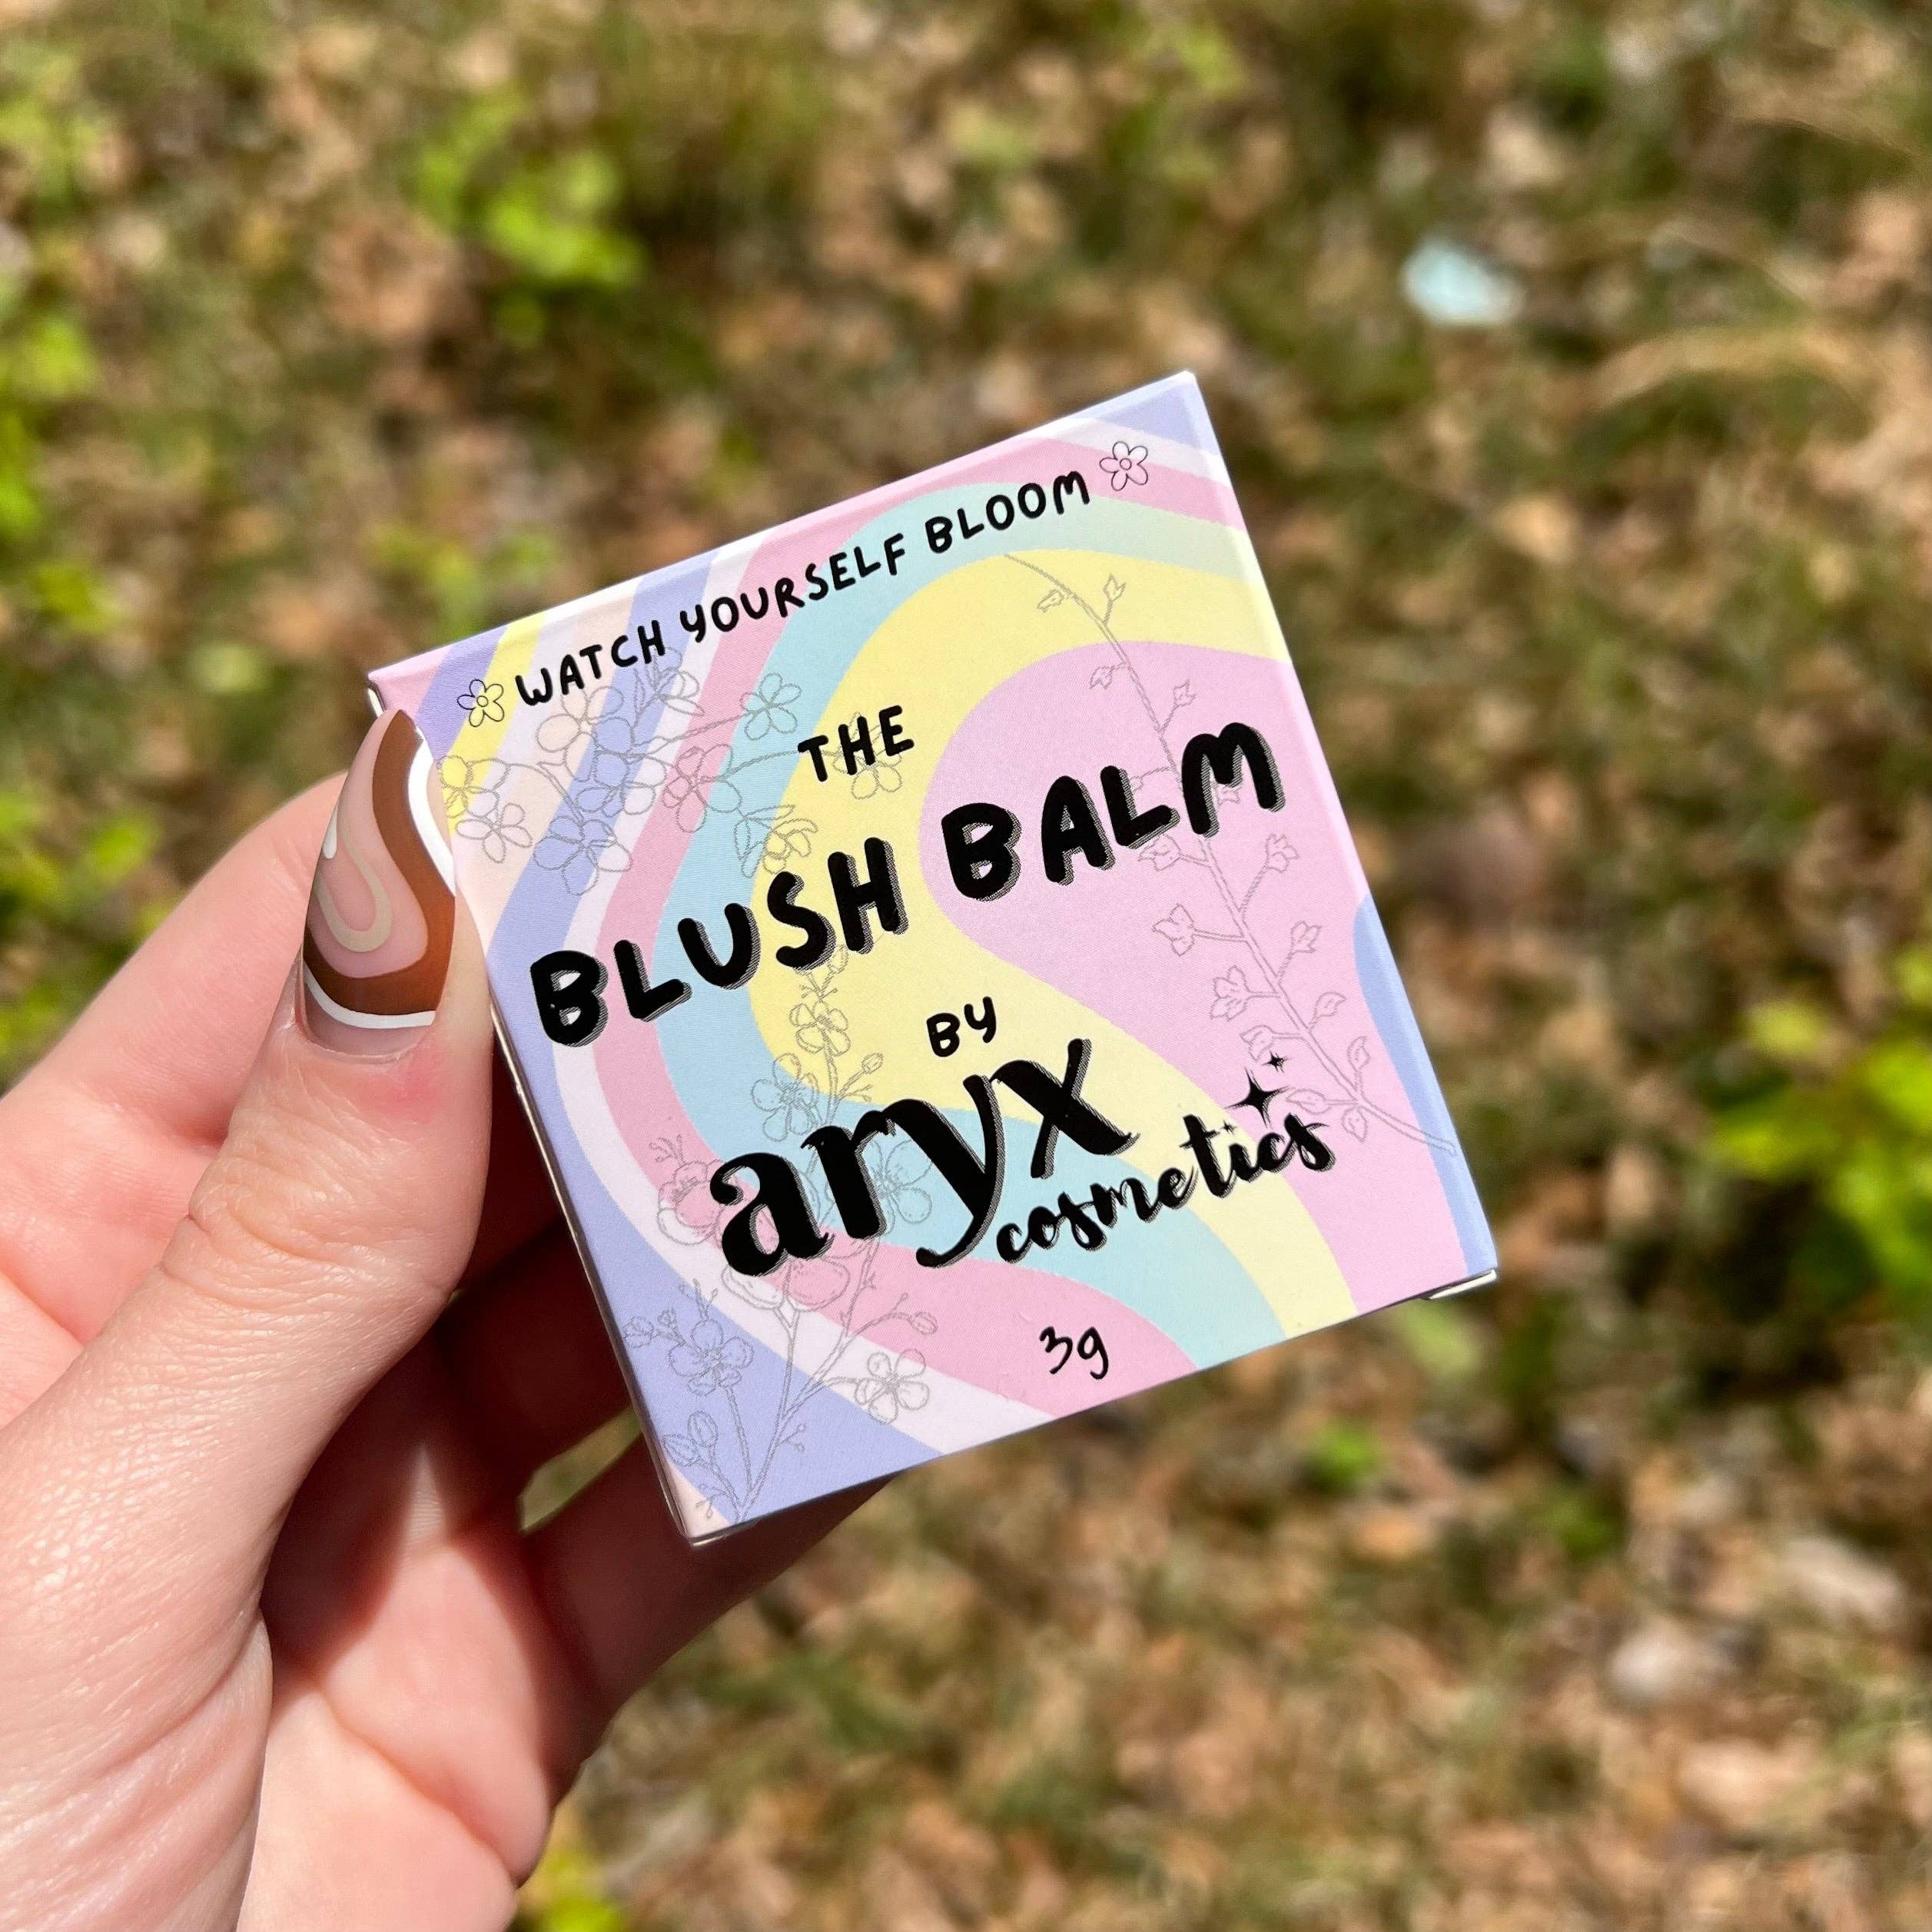 WATCH YOURSELF BLOOM
THE
BLUSH BALM
BY
aryx
cosmetics
3g